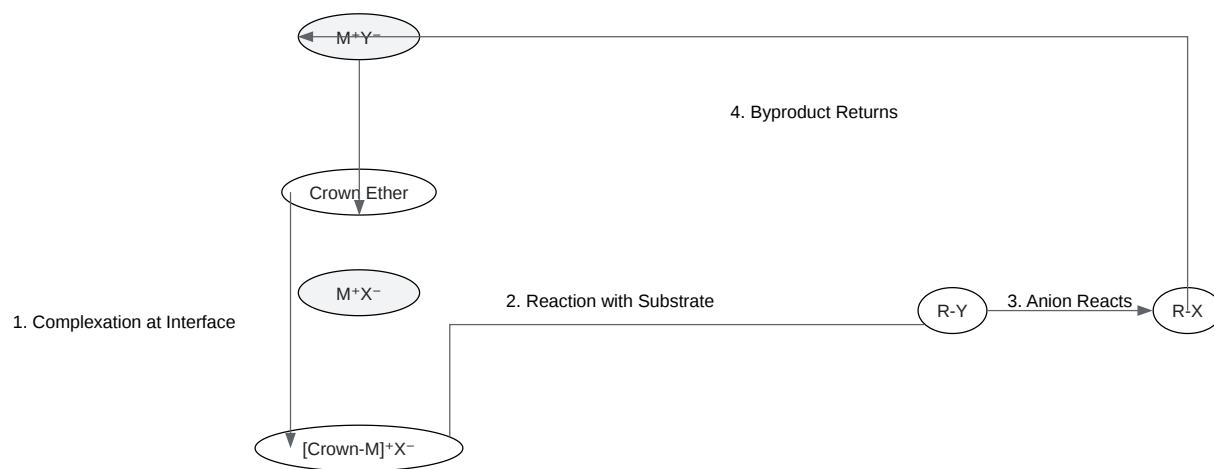 M⁺Y⁻
4. Byproduct Returns
Crown Ether
M⁺X⁻
2. Reaction with Substrate
3. Anion Reacts
R-Y
R-X
1. Complexation at Interface
[Crown-M]⁺X⁻